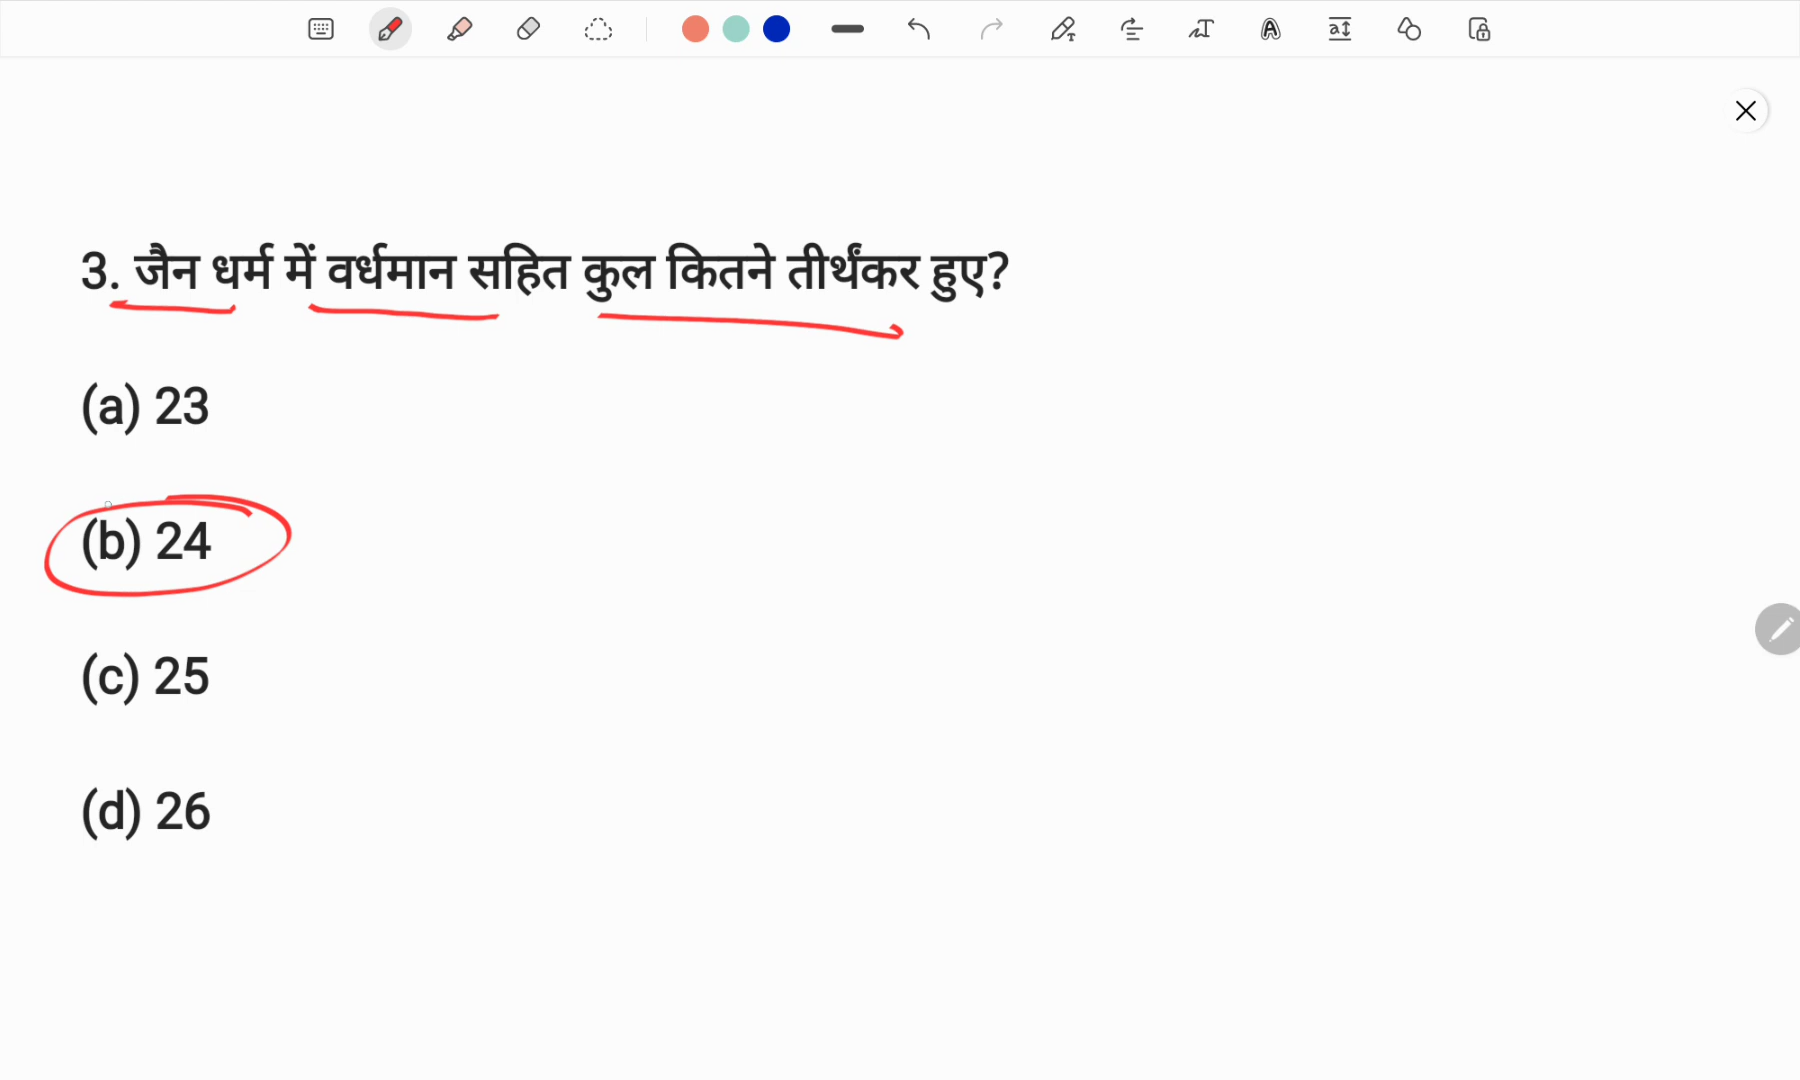 3. जैन धर्म में वर्धमान सहित कुल कितने तीर्थंकर हुए?
(a) 23
(b) 24
(c) 25
(d) 26